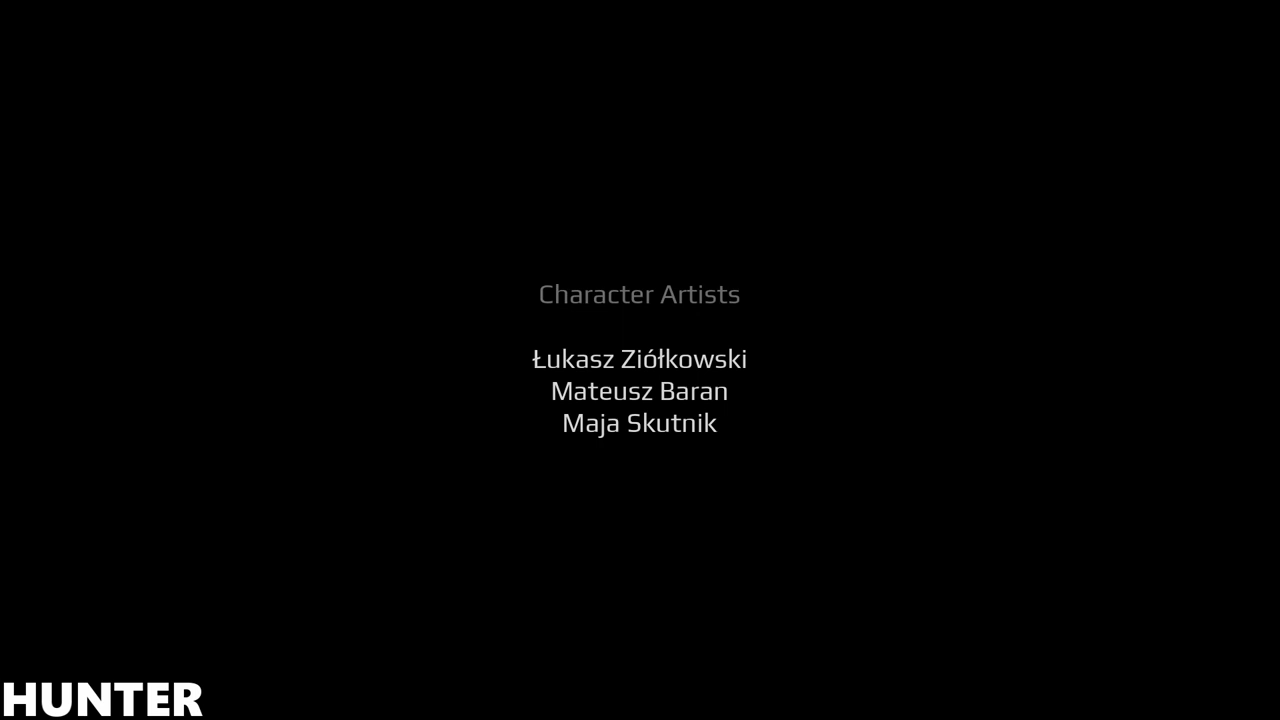 Character Artists
Łukasz Ziółkowski
Mateusz Baran
Maja Skutnik
HUNTER